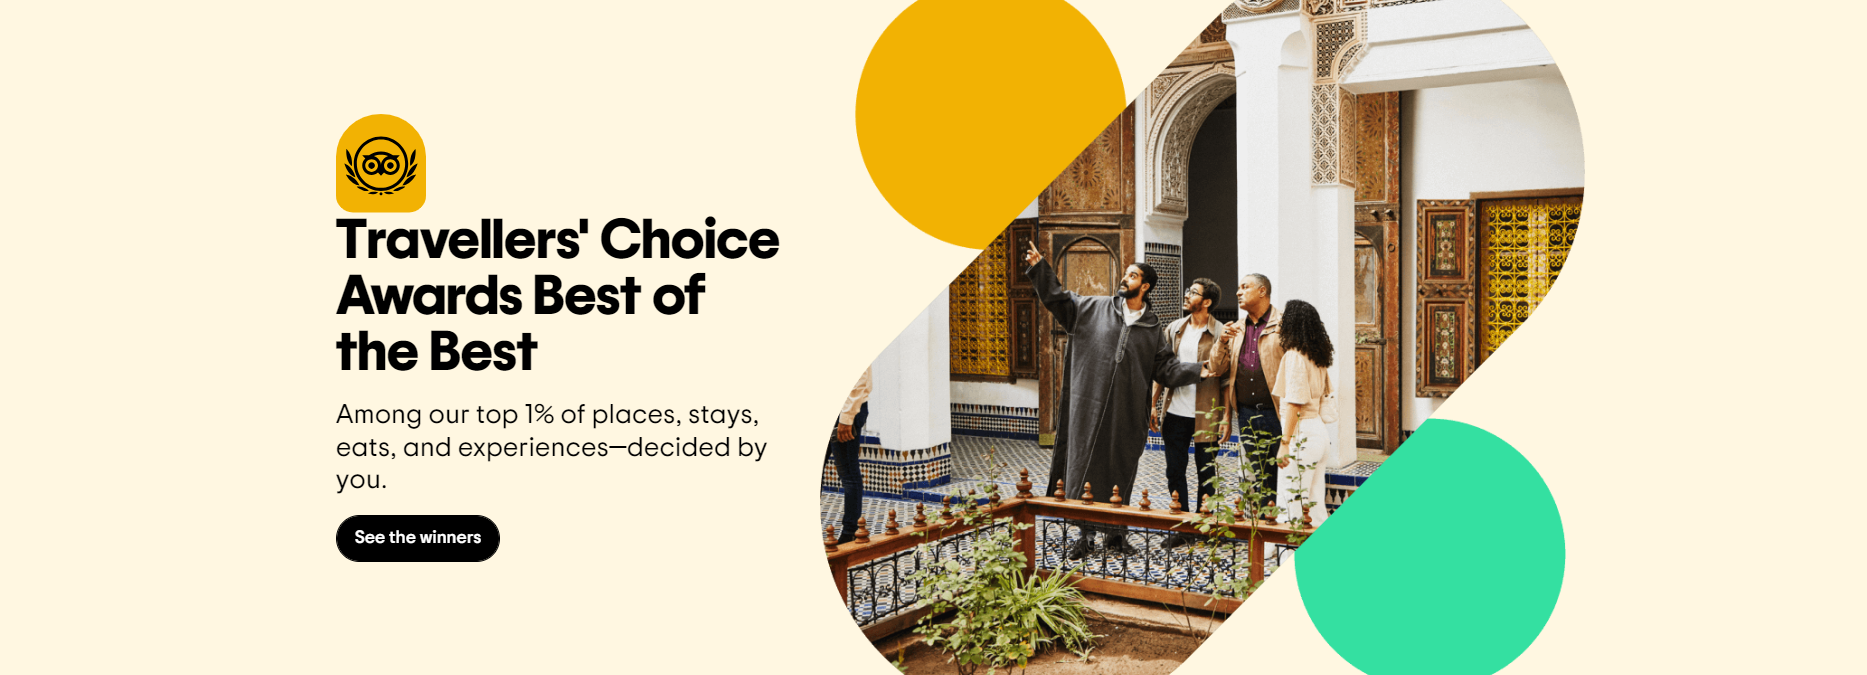 Travellers' Choice
Awards Best of
the Best
Among our top 1% of places, stays,
eats, and experiences—decided by
you.
See the winners